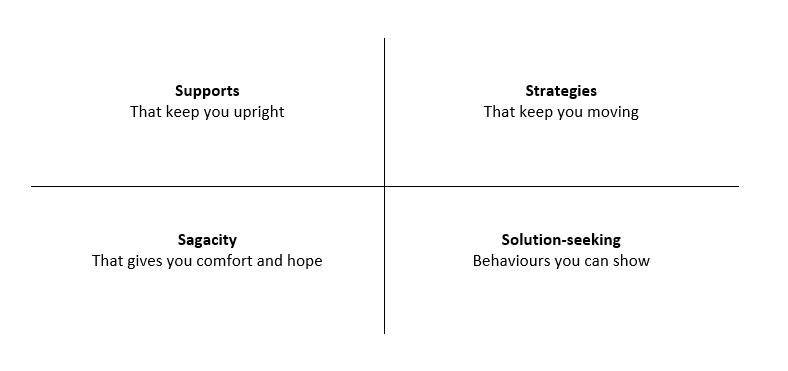 Supports
That keep you upright
Strategies
That keep you moving
Sagacity
That gives you comfort and hope
Solution-seeking
Behaviours you can show